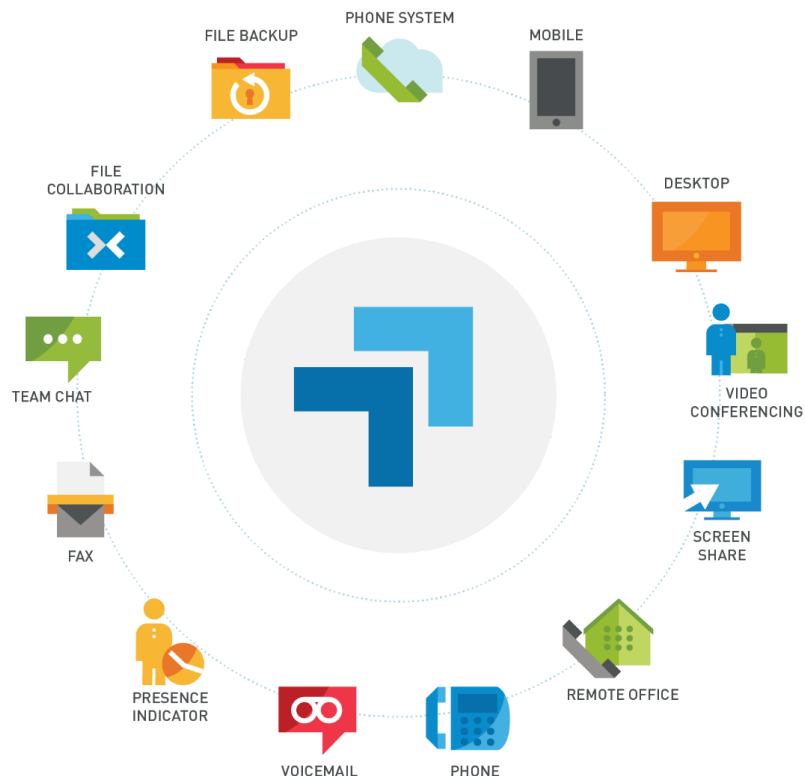 PHONE SYSTEM
FILE BACKUP
MOBILE
FILE
COLLABORATION
DESKTOP
TEAM CHAT
VIDEO
CONFERENCING
FAX
SCREEN
SHARE
PRESENCE
INDICATOR
REMOTE OFFICE
VOICEMAIL
PHONE